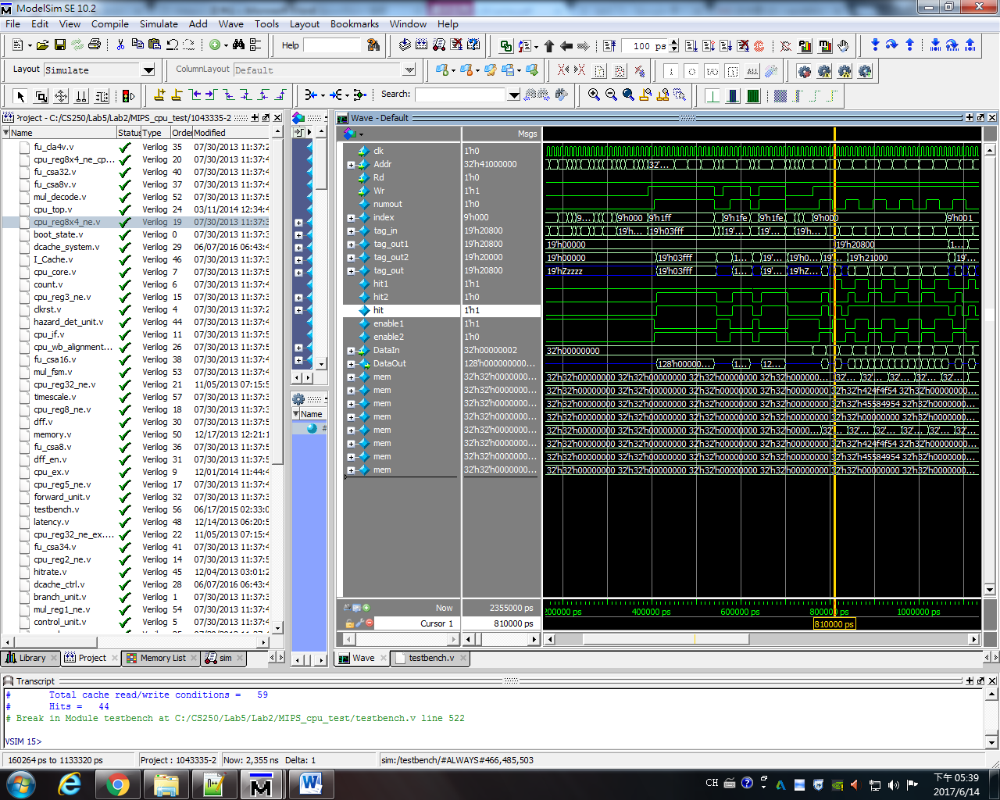 ModelSim SE 10.2
File Edit View Compile Simulate Add Wave Tools Layout Bookmarks Window Help
Help
100 ps
Layout Simulate
ColumnLayout Default
Search:
Project - C:/CS250/Lab5/Lab2/MIPS_cpu_test/1043335-2
Name Status Type Order Modified
fu_cla4v.v Verilog 35 07/30/2013 11:37:2
cpu_reg8x4_ne_cp... Verilog 20 07/30/2013 11:37:4
fu_csa32.v Verilog 40 07/30/2013 11:37:2
fu_csa8v.v Verilog 37 07/30/2013 11:37:2
mul_decode.v Verilog 52 07/30/2013 11:37:5
cpu_top.v Verilog 24 03/11/2014 12:34:4
cpu_reg8x4_ne.v Verilog 19 07/30/2013 11:37:3
boot_state.v Verilog 0 07/30/2013 11:37:3
dcache_system.v Verilog 29 06/07/2016 06:43:4
I_Cache.v Verilog 46 07/30/2013 11:37:3
cpu_core.v Verilog 7 07/30/2013 11:37:5
count.v Verilog 6 07/30/2013 11:37:4
cpu_reg3_ne.v Verilog 15 07/30/2013 11:37:2
clkrst.v Verilog 4 07/30/2013 11:37:2
hazard_det_unit.v Verilog 44 07/30/2013 11:37:2
cpu_if.v Verilog 11 07/30/2013 11:37:5
cpu_wb_alignment... Verilog 26 07/30/2013 11:37:3
fu_csa16.v Verilog 38 07/30/2013 11:37:2
mul_fsm.v Verilog 53 07/30/2013 11:37:4
cpu_reg32_ne.v Verilog 21 11/05/2013 07:15:5
timescale.v Verilog 57 07/30/2013 11:37:4
cpu_reg8_ne.v Verilog 18 07/30/2013 11:37:2
dff.v Verilog 30 07/30/2013 11:37:5
memory.v Verilog 50 12/17/2013 12:21:1
fu_csa8.v Verilog 36 07/30/2013 11:37:2
dff_en.v Verilog 31 07/30/2013 11:37:5
cpu_ex.v Verilog 9 12/01/2014 11:44:4
cpu_reg5_ne.v Verilog 17 07/30/2013 11:37:3
forward_unit.v Verilog 32 07/30/2013 11:37:3
testbench.v Verilog 56 06/17/2015 02:33:0
latency.v Verilog 48 12/14/2013 06:20:5
cpu_reg32_ne_ex.... Verilog 22 11/05/2013 07:15:4
fu_csa34.v Verilog 41 07/30/2013 11:37:4
cpu_reg2_ne.v Verilog 14 07/30/2013 11:37:5
hitrate.v Verilog 45 12/04/2013 03:01:2
dcache_ctrl.v Verilog 28 06/07/2016 06:43:4
branch_unit.v Verilog 1 07/30/2013 11:37:3
mul_reg1_ne.v Verilog 54 07/30/2013 11:37:4
control_unit.v Verilog 5 07/30/2013 11:37:4
Library Project Memory List sim
Name
Wave - Default
Msgs
clk 1'h0
Addr 32'h41000000 32'...
Rd 1'h0
Wr 1'h1
numout 1'h0
index 9'h000 9... 9'h000 9'h1ff 9'h1fe 9'h1fe 9'h000 9'h001
tag_in 19'h20800 19'h... 19'h03fff 19'... 19'... 19'h...
tag_out1 19'h20800 19'h00000 19'h20800 1...
tag_out2 19'h20000 19'h00000 19'h03fff 1... 19'... 19'h0... 19'... 19'h21000 19'...
tag_out 19'h20800 19'hZzzzz 19'h03fff 1... 19'... 19'hZ...
hit1 1'h1
hit2 1'h0
hit 1'h1
enable1 1'h1
enable2 1'h0
DataIn 32'h00000002 32'h00000000
DataOut 128'h000000000... 128'h00000... 1... 12...
mem 32'h32'h0000000... 32'h32'h00000000 32'h32'h00000000 32'h32'h00000000 32'h32'h0000... 32'... 32'... 32'... 32'... 32'...
mem 32'h32'h0000000... 32'h32'h00000000 32'h32'h00000000 32'h32'h00000000 32'h32'h00000000 32'h32'h424f4f54 32'h32'h0000...
mem 32'h32'h0000000... 32'h32'h00000000 32'h32'h00000000 32'h32'h00000000 32'h32'h00000000 32'h32'h45584954 32'h32'h0000...
mem 32'h32'h0000000... 32'h32'h00000000 32'h32'h00000000 32'h32'h00000000 32'h32'h00000000 32'h32'h00000000 32'h32'h0000...
mem 32'h32'h0000000... 32'h32'h00000000 32'h32'h00000000 32'h32'h00000000 32'h32'h0000... 32'... 32'... 32'... 32'... 32'...
mem 32'h32'h0000000... 32'h32'h00000000 32'h32'h00000000 32'h32'h00000000 32'h32'h00000000 32'h32'h424f4f54 32'h32'h0000...
mem 32'h32'h0000000... 32'h32'h00000000 32'h32'h00000000 32'h32'h00000000 32'h32'h00000000 32'h32'h45584954 32'h32'h0000...
mem 32'h32'h0000000... 32'h32'h00000000 32'h32'h00000000 32'h32'h00000000 32'h32'h00000000 32'h32'h00000000 32'h32'h0000...
Now 2355000 ps 200000 ps 400000 ps 600000 ps 800000 ps 1000000 ps
Cursor 1 810000 ps 810000 ps
Wave testbench.v
Transcript
# Total cache read/write conditions = 59
# Hits = 44
# Break in Module testbench at C:/CS250/Lab5/Lab2/MIPS_cpu_test/testbench.v line 522
VSIM 15>
160264 ps to 1133320 ps Project : 1043335-2 Now: 2,355 ns Delta: 1 sim:/testbench/#ALWAYS#466,485,503
CH 下午 05:39
2017/6/14